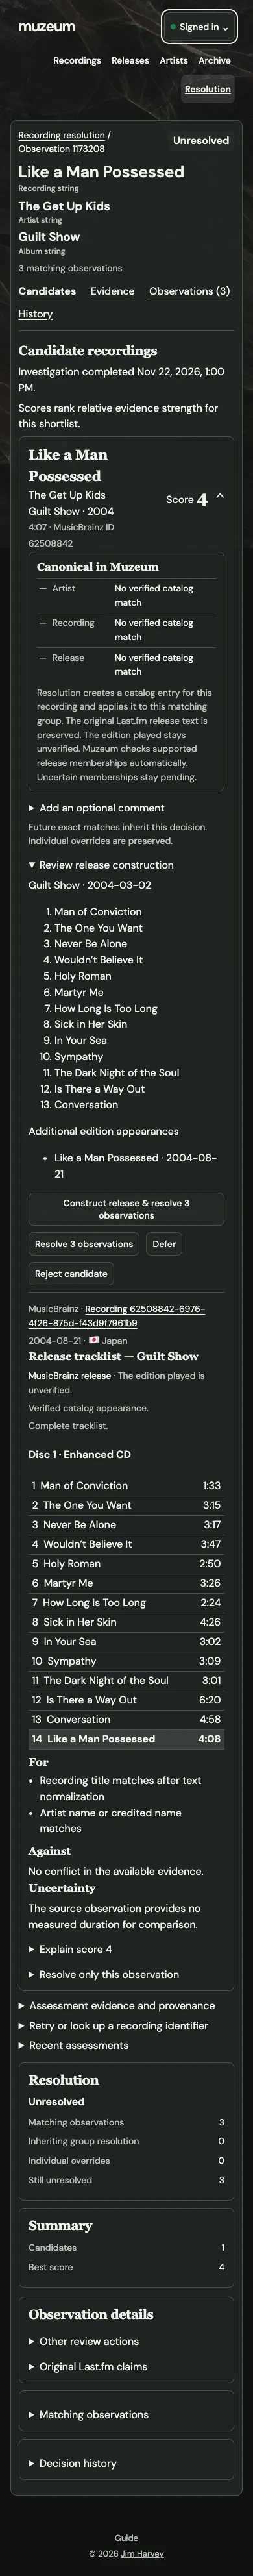 muzeum
Signed in
Recordings Releases Artists Archive
Resolution
Recording resolution /
Observation 1173208
Unresolved
Like a Man Possessed
Recording string
The Get Up Kids
Artist string
Guilt Show
Album string
3 matching observations
Candidates Evidence Observations (3)
History
Candidate recordings
Investigation completed Nov 22, 2026, 1:00
PM.
Scores rank relative evidence strength for
this shortlist.
Like a Man
Possessed
The Get Up Kids
Guilt Show · 2004
4:07 · MusicBrainz ID
62508842
Score 4
Canonical in Muzeum
— Artist No verified catalog
match
— Recording No verified catalog
match
— Release No verified catalog
match
Resolution creates a catalog entry for this
recording and applies it to this matching
group. The original Last.fm release text is
preserved. The edition played stays
unverified. Muzeum checks supported
release memberships automatically.
Uncertain memberships stay pending.
Add an optional comment
Future exact matches inherit this decision.
Individual overrides are preserved.
Review release construction
Guilt Show · 2004-03-02
1. Man of Conviction
2. The One You Want
3. Never Be Alone
4. Wouldn’t Believe It
5. Holy Roman
6. Martyr Me
7. How Long Is Too Long
8. Sick in Her Skin
9. In Your Sea
10. Sympathy
11. The Dark Night of the Soul
12. Is There a Way Out
13. Conversation
Additional edition appearances
• Like a Man Possessed · 2004-08-
21
Construct release & resolve 3
observations
Resolve 3 observations Defer
Reject candidate
MusicBrainz · Recording 62508842-6976-
4f26-875d-f43d9f7961b9
2004-08-21 · 🇯🇵 Japan
Release tracklist — Guilt Show
MusicBrainz release · The edition played is
unverified.
Verified catalog appearance.
Complete tracklist.
Disc 1 · Enhanced CD
1 Man of Conviction 1:33
2 The One You Want 3:15
3 Never Be Alone 3:17
4 Wouldn’t Believe It 3:47
5 Holy Roman 2:50
6 Martyr Me 3:26
7 How Long Is Too Long 2:24
8 Sick in Her Skin 4:26
9 In Your Sea 3:02
10 Sympathy 3:09
11 The Dark Night of the Soul 3:01
12 Is There a Way Out 6:20
13 Conversation 4:58
14 Like a Man Possessed 4:08
For
• Recording title matches after text
normalization
• Artist name or credited name
matches
Against
No conflict in the available evidence.
Uncertainty
The source observation provides no
measured duration for comparison.
Explain score 4
Resolve only this observation
Assessment evidence and provenance
Retry or look up a recording identifier
Recent assessments
Resolution
Unresolved
Matching observations 3
Inheriting group resolution 0
Individual overrides 0
Still unresolved 3
Summary
Candidates 1
Best score 4
Observation details
Other review actions
Original Last.fm claims
Matching observations
Decision history
Guide
© 2026 Jim Harvey